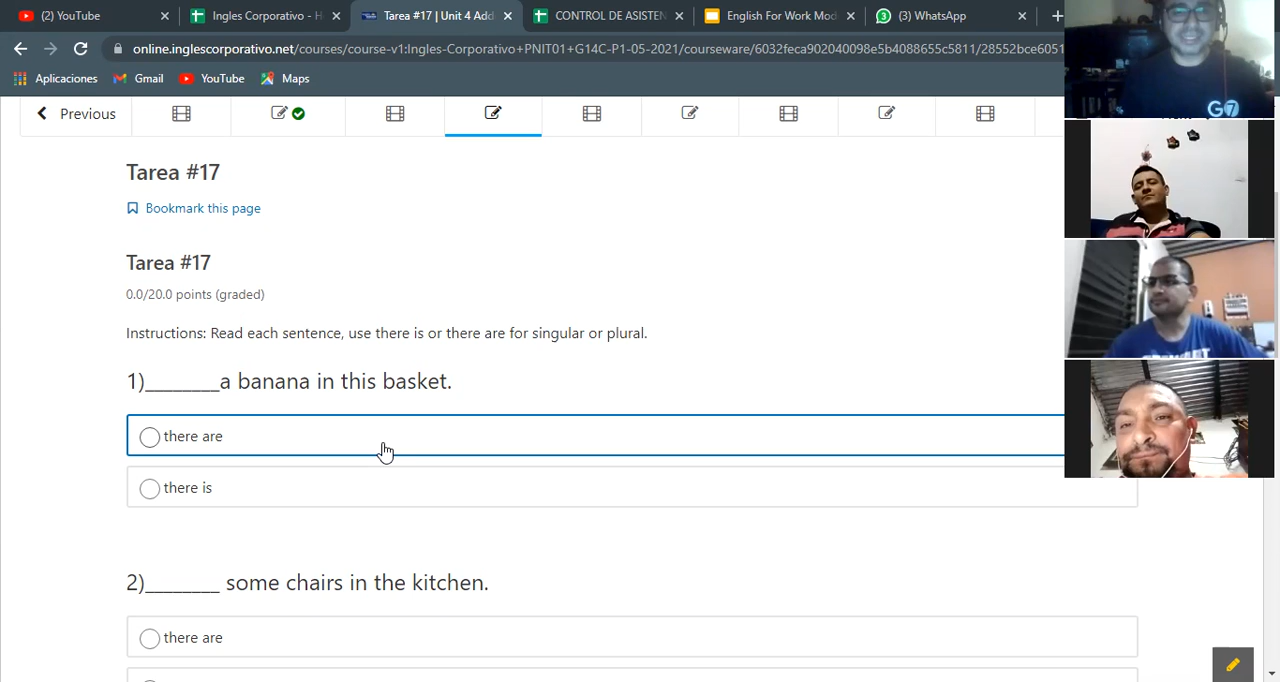 (2) YouTube
Ingles Corporativo - H
Tarea #17 | Unit 4 Add
CONTROL DE ASISTEN
English For Work Mod
(3) WhatsApp
online.inglescorporativo.net/courses/course-v1:Ingles-Corporativo+PNIT01+G14C-P1-05-2021/courseware/6032feca902040098e5b4088655c5811/28552bce6051
Aplicaciones
Gmail
YouTube
Maps
G7
Previous
Tarea #17
Bookmark this page
Tarea #17
0.0/20.0 points (graded)
Instructions: Read each sentence, use there is or there are for singular or plural.
1)________a banana in this basket.
there are
there is
2)________ some chairs in the kitchen.
there are